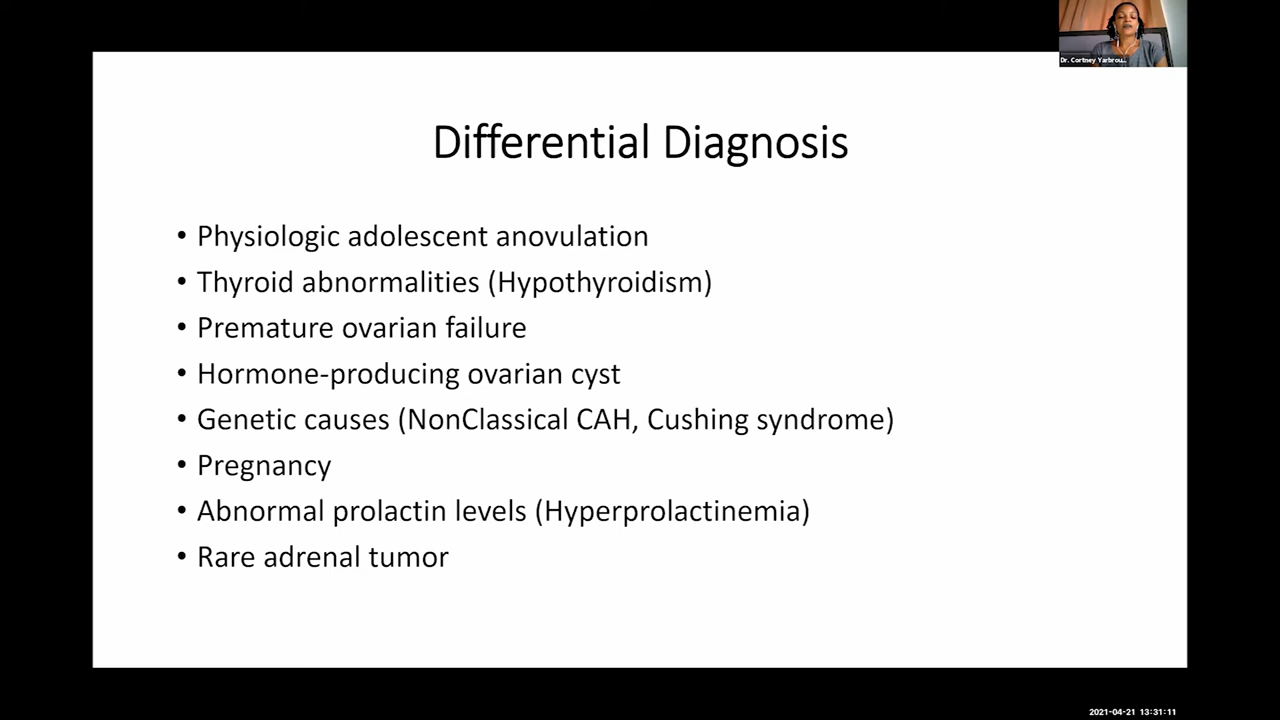 Dr. Cortney Yarbrou...
Differential Diagnosis
• Physiologic adolescent anovulation
• Thyroid abnormalities (Hypothyroidism)
• Premature ovarian failure
• Hormone-producing ovarian cyst
• Genetic causes (NonClassical CAH, Cushing syndrome)
• Pregnancy
• Abnormal prolactin levels (Hyperprolactinemia)
• Rare adrenal tumor
2021-04-21 13:31:11